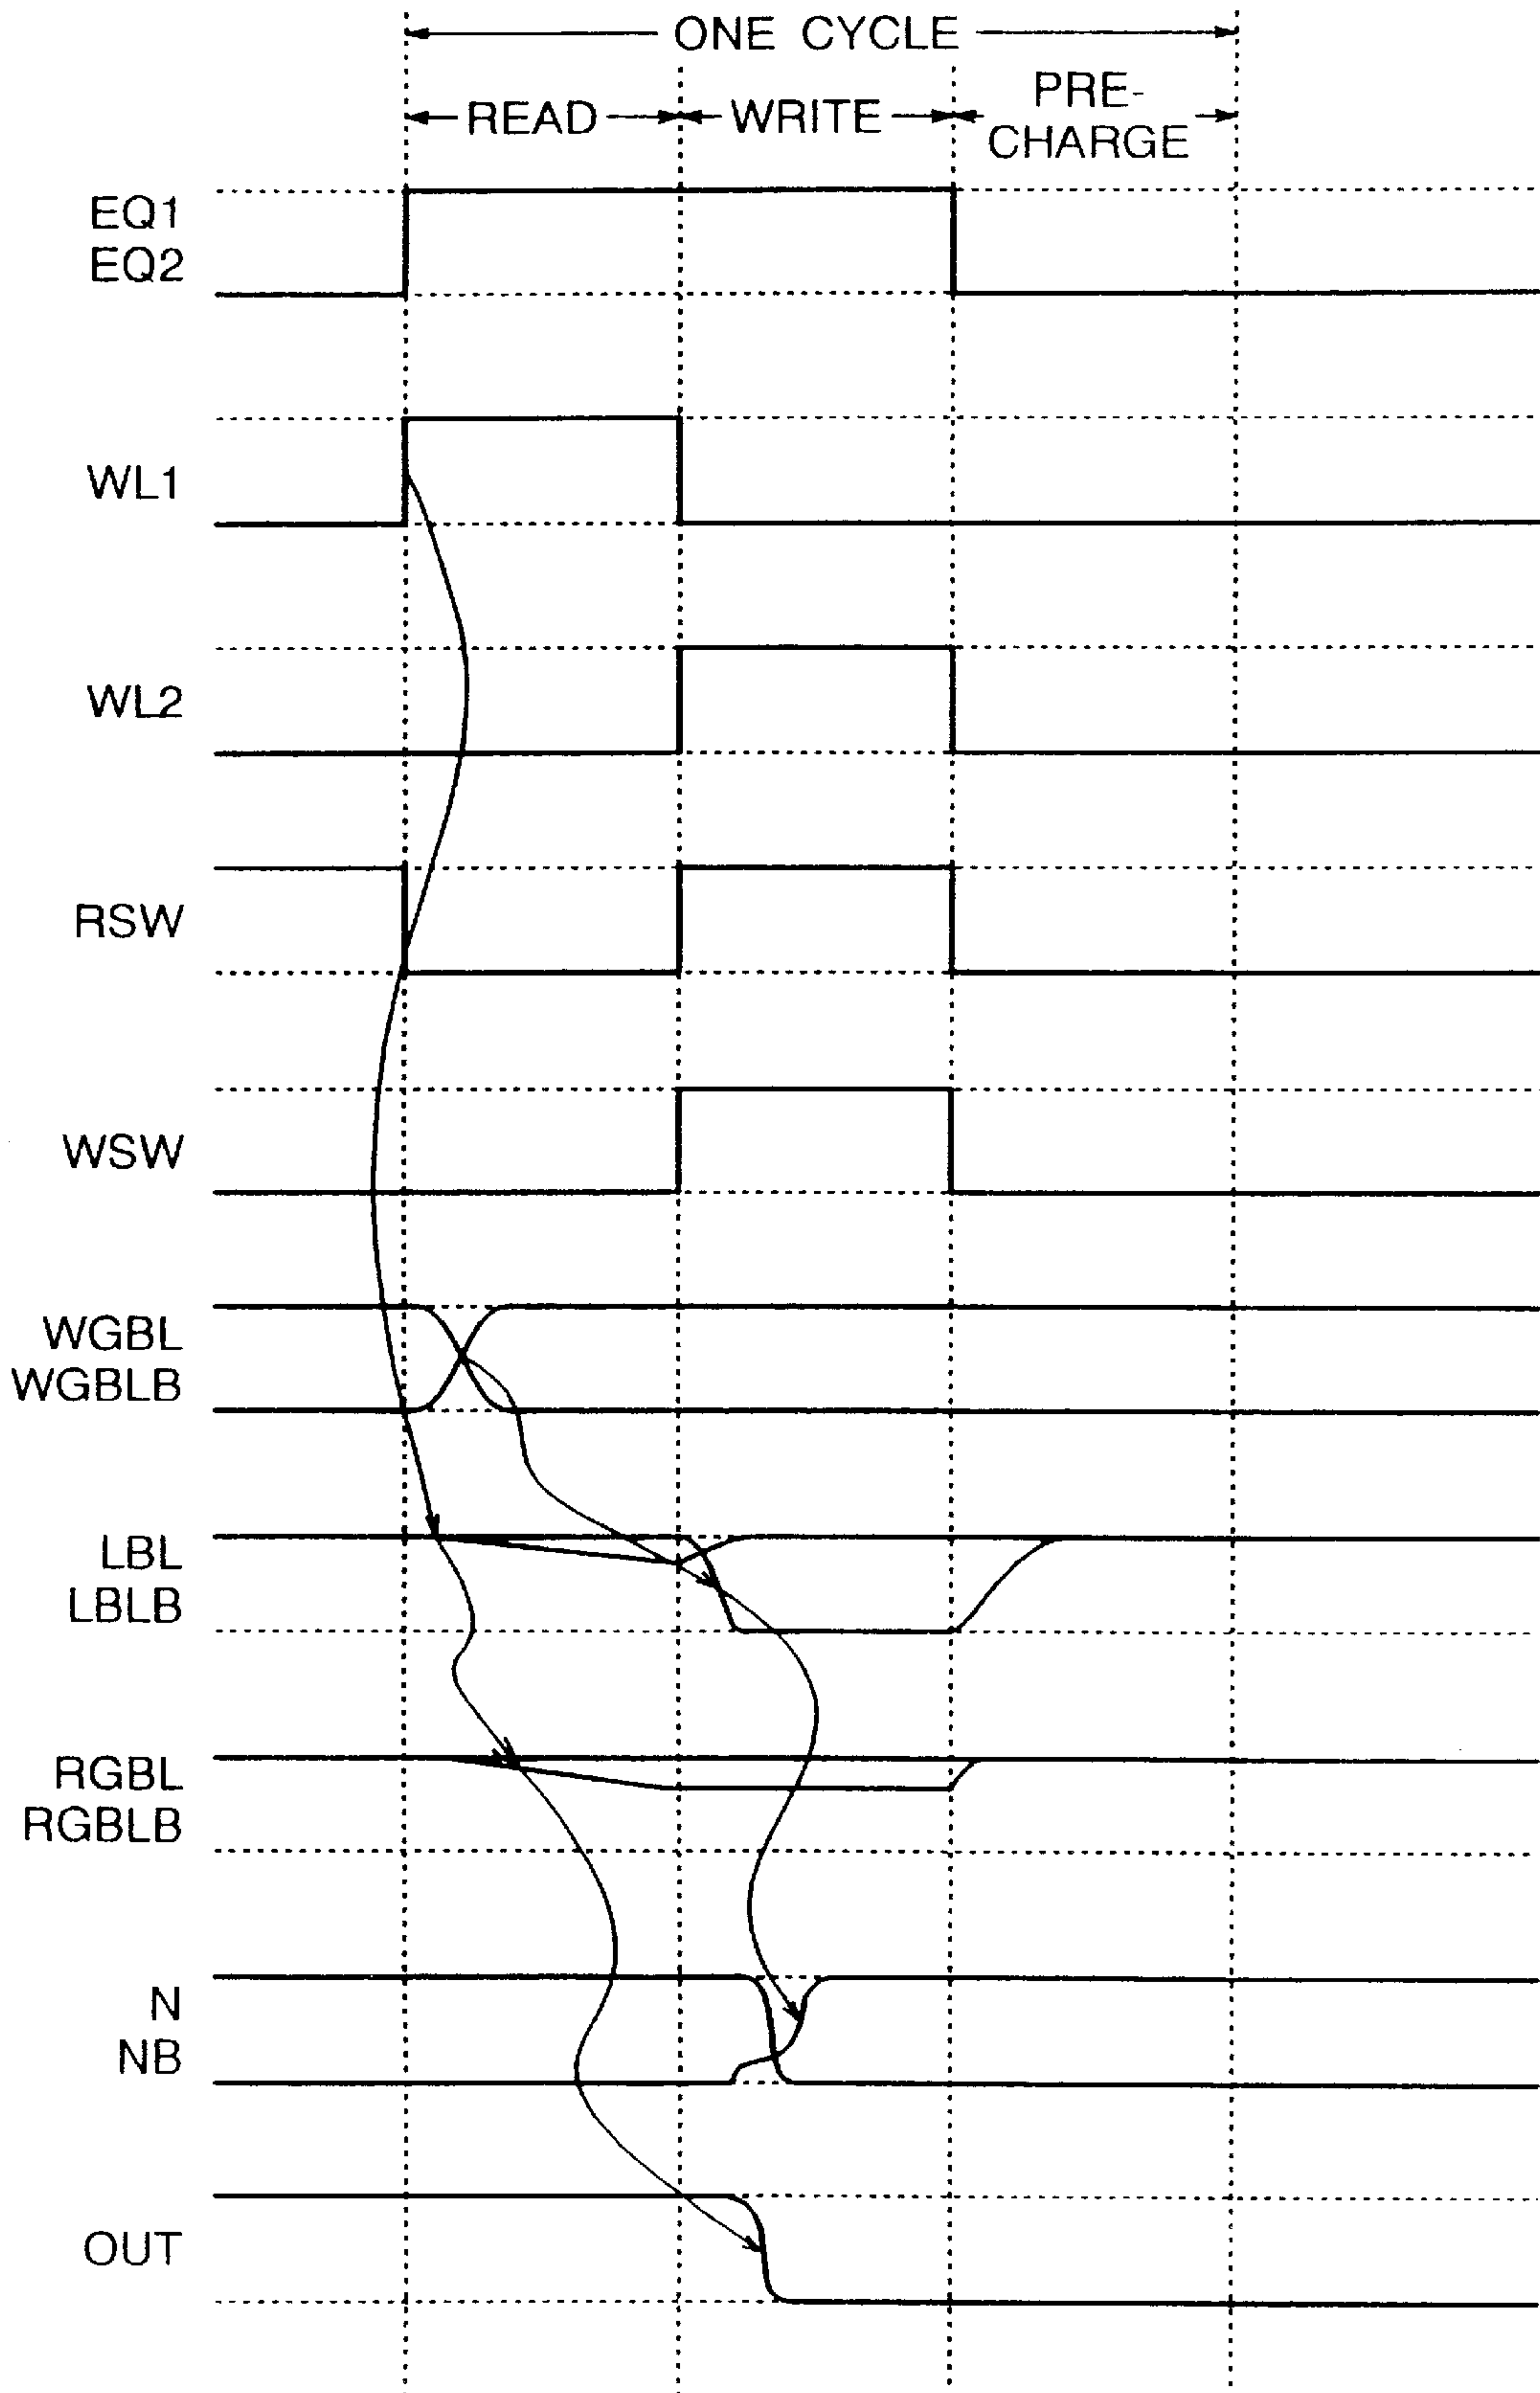 ONE CYCLE
READ
WRITE
PRE-
CHARGE
EQ1
EQ2
WL1
WL2
RSW
WSW
WGBL
WGBLB
LBL
LBLB
RGBL
RGBLB
N
NB
OUT